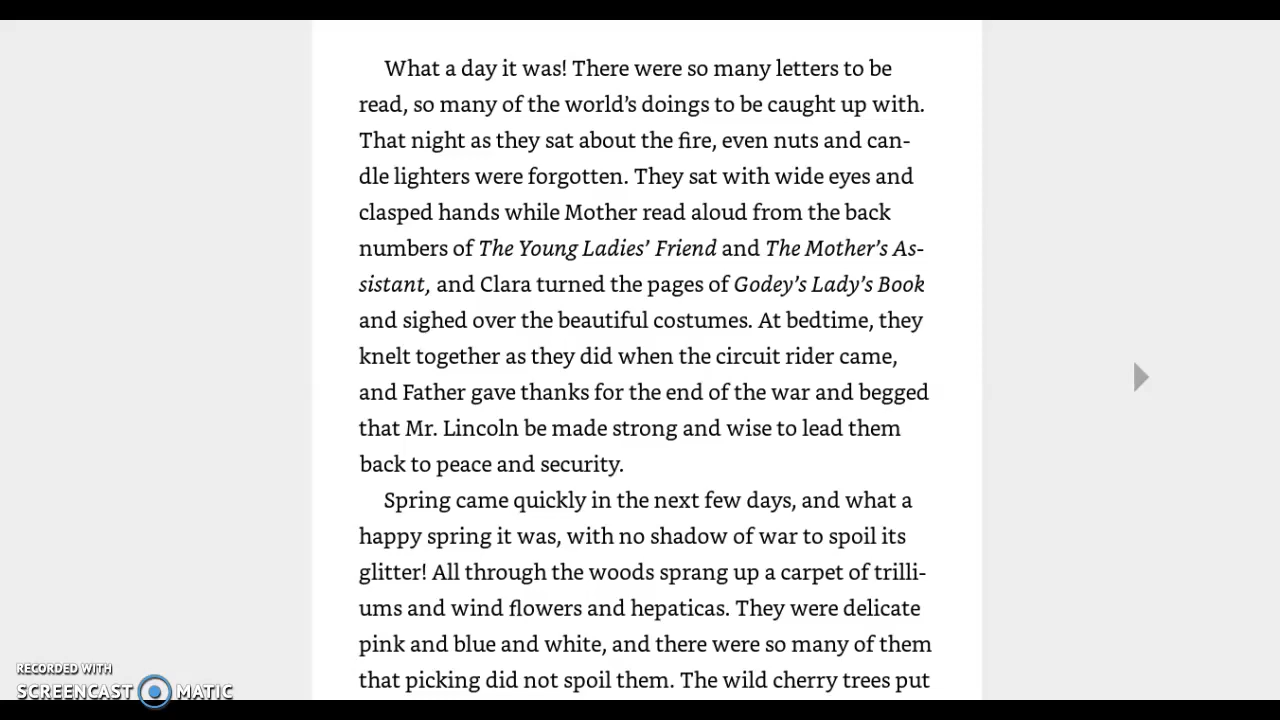 What a day it was! There were so many letters to be
read, so many of the world's doings to be caught up with.
That night as they sat about the fire, even nuts and can-
dle lighters were forgotten. They sat with wide eyes and
clasped hands while Mother read aloud from the back
numbers of The Young Ladies' Friend and The Mother's As-
sistant, and Clara turned the pages of Godey's Lady's Book
and sighed over the beautiful costumes. At bedtime, they
knelt together as they did when the circuit rider came,
and Father gave thanks for the end of the war and begged
that Mr. Lincoln be made strong and wise to lead them
back to peace and security.
Spring came quickly in the next few days, and what a
happy spring it was, with no shadow of war to spoil its
glitter! All through the woods sprang up a carpet of trilli-
ums and wind flowers and hepaticas. They were delicate
pink and blue and white, and there were so many of them
that picking did not spoil them. The wild cherry trees put
RECORDED WITH
SCREENCAST MATIC